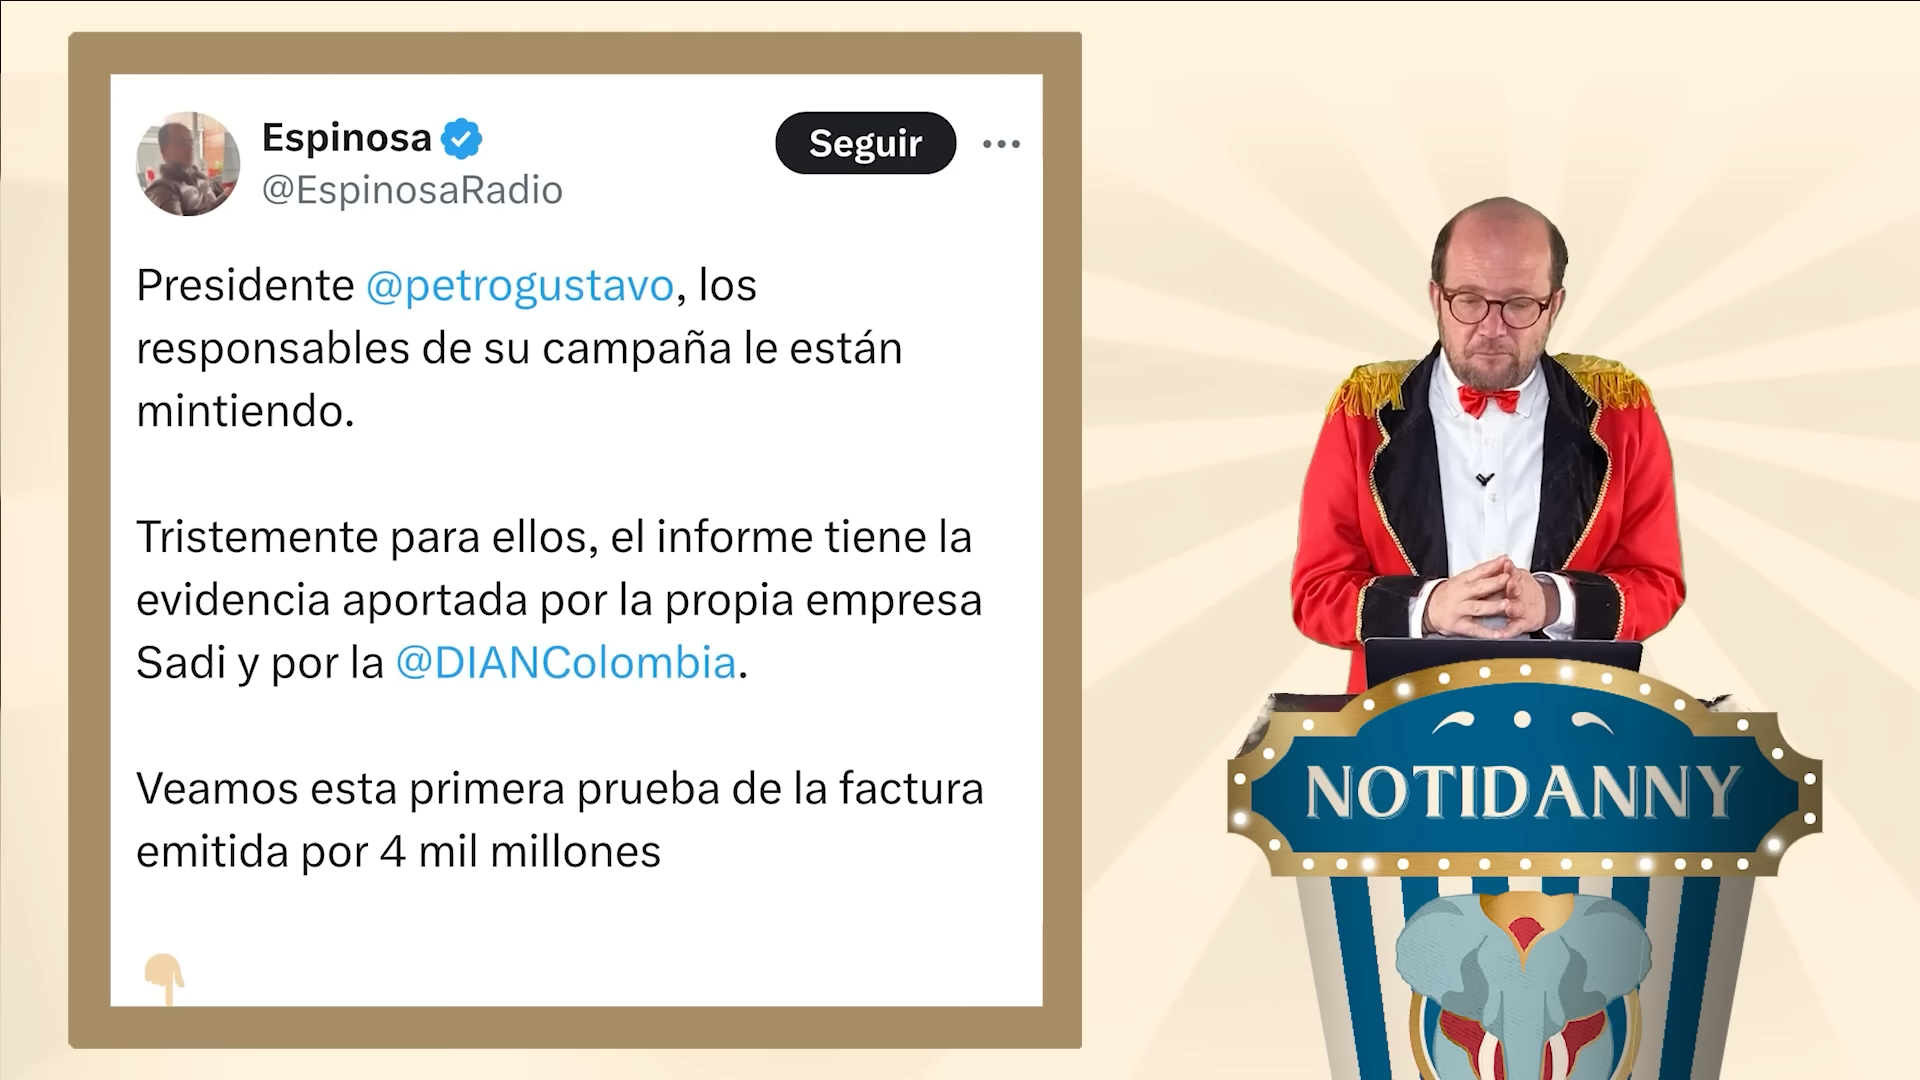 Espinosa
Seguir
@EspinosaRadio
Presidente @petrogustavo, los
responsables de su campaña le están
mintiendo.
Tristemente para ellos, el informe tiene la
evidencia aportada por la propia empresa
Sadi y por la @DIANColombia.
Veamos esta primera prueba de la factura
emitida por 4 mil millones
NOTIDANNY